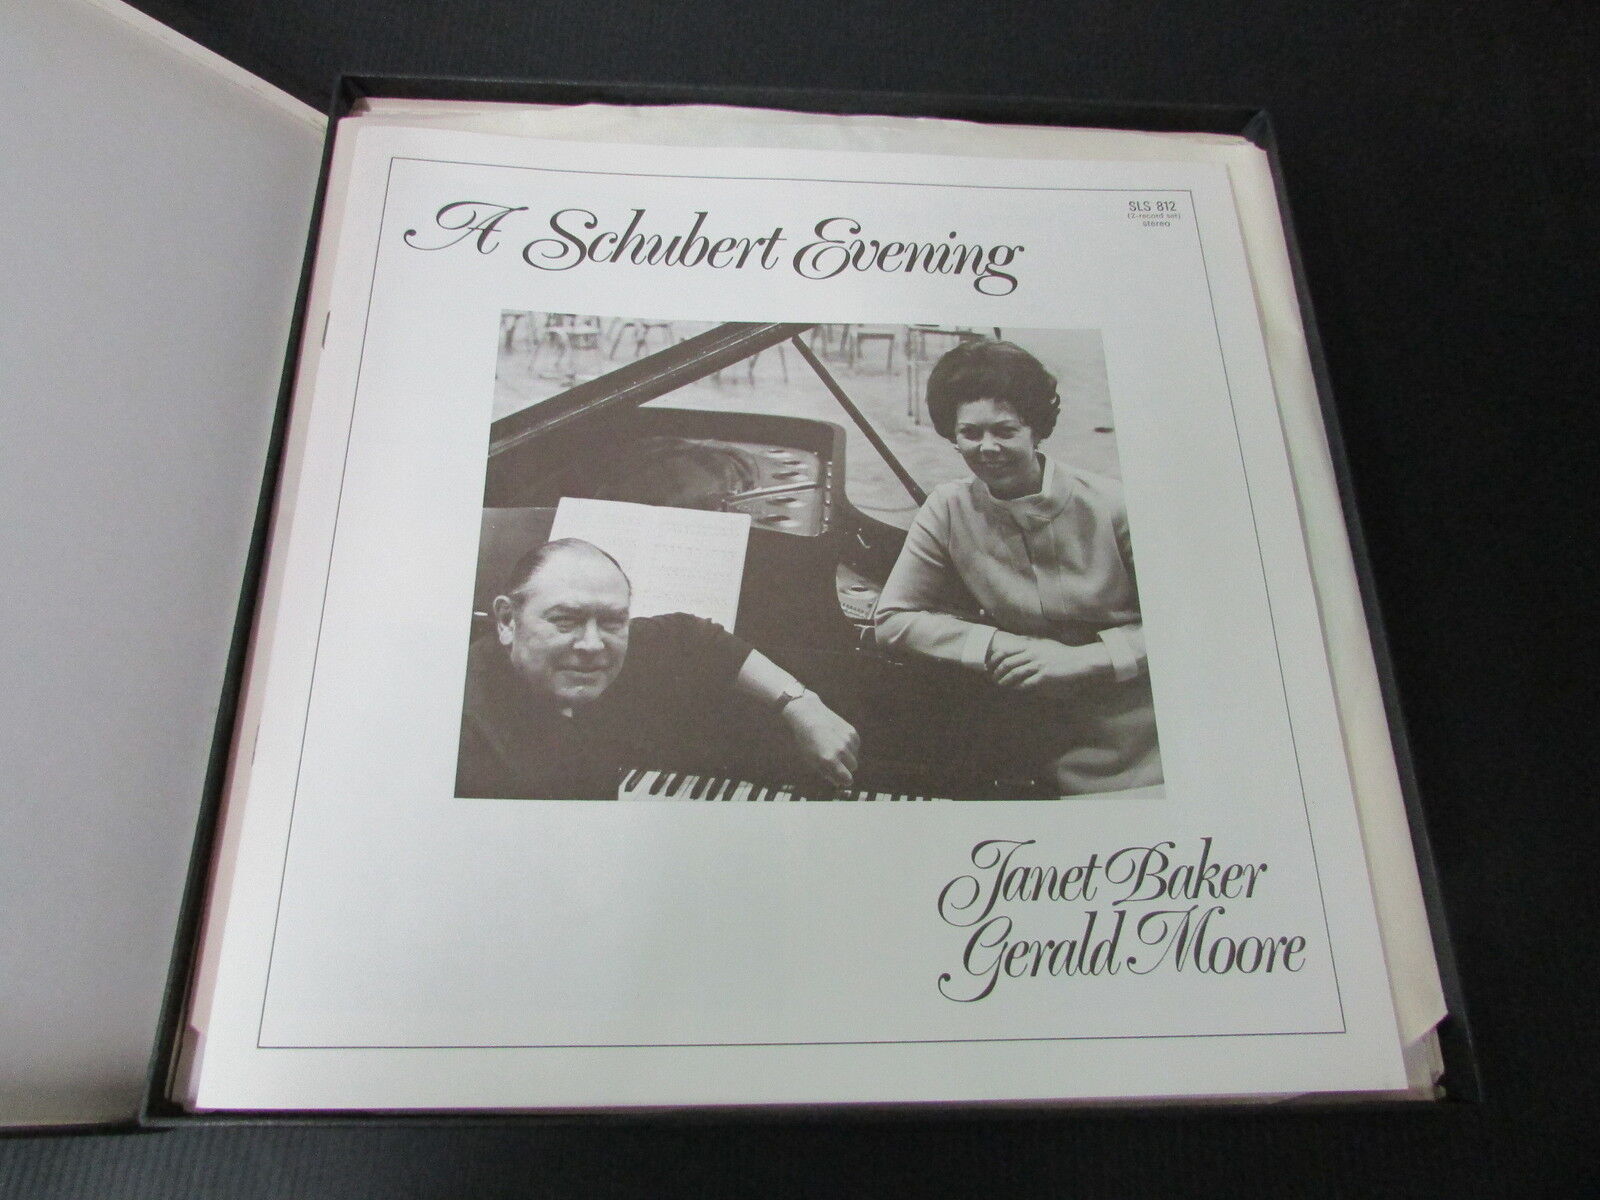 A Schubert Evening
SLS 812
(2-record set)
stereo
Janet Baker
Gerald Moore